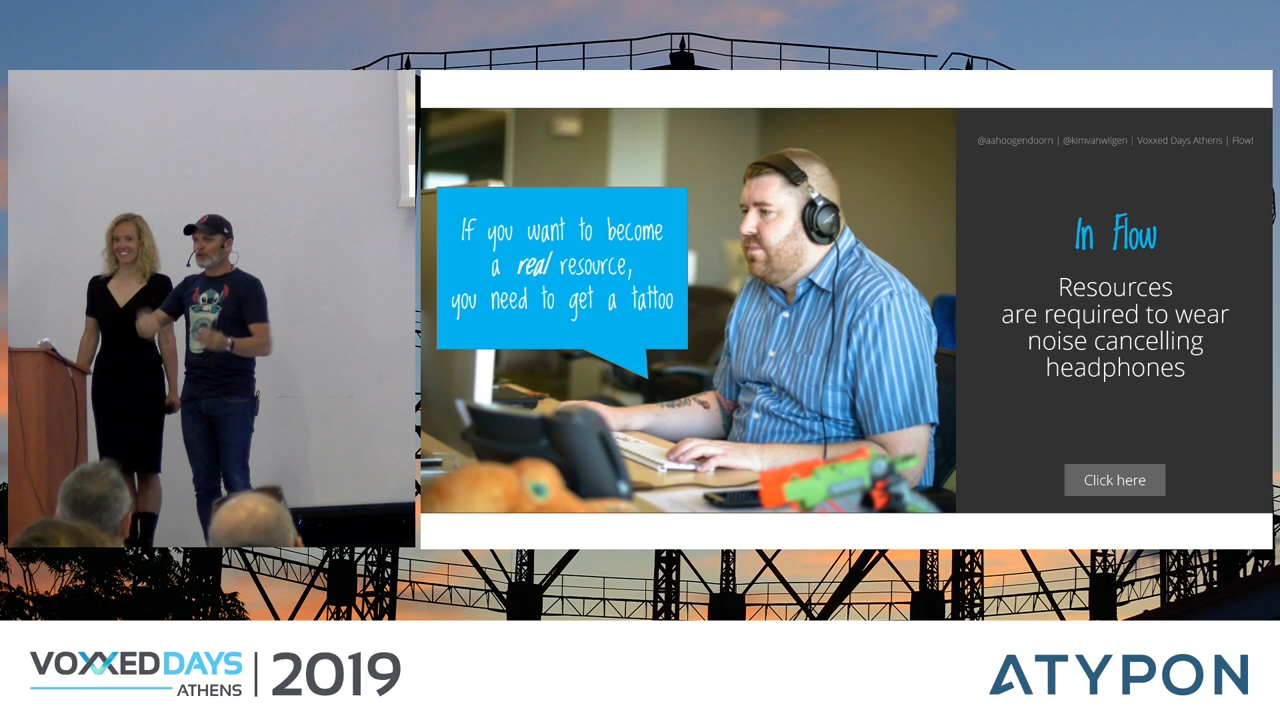 If you want to become
a real resource,
you need to get a tattoo
@aahoogendoorn | @kimvanwilgen | Voxxed Days Athens | Flow!
In Flow
Resources
are required to wear
noise cancelling
headphones
Click here
VOXXED DAYS
ATHENS
2019
ATYPON